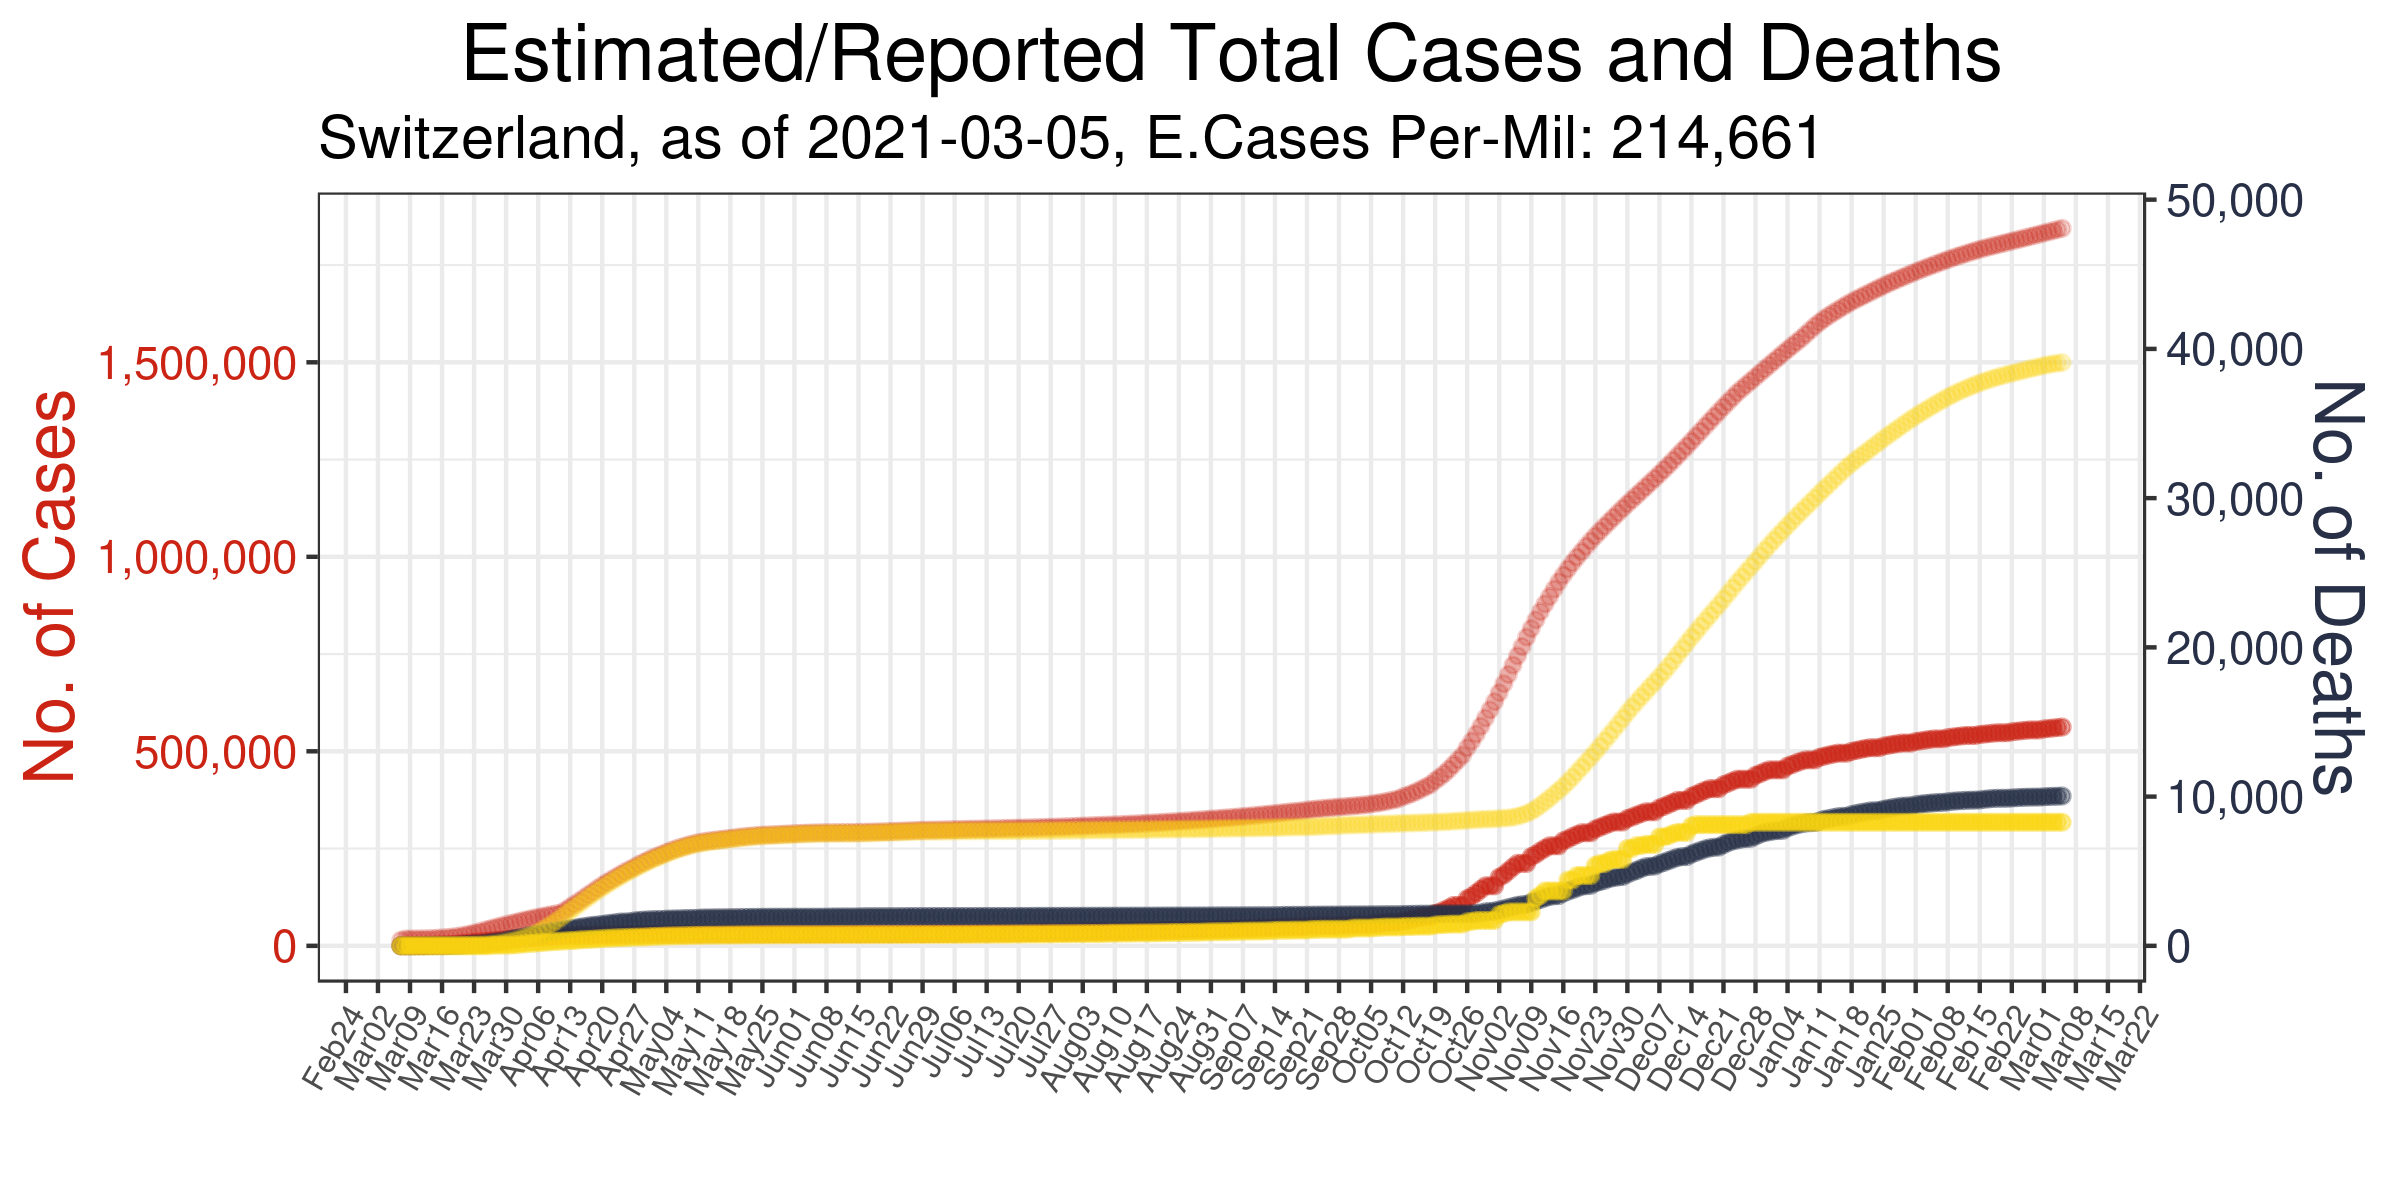 Estimated/Reported Total Cases and Deaths
Switzerland, as of 2021-03-05, E.Cases Per-Mil: 214,661
No. of Cases
1,500,000
1,000,000
500,000
0
50,000
40,000
30,000
20,000
10,000
0
No. of Deaths
Feb24
Mar02
Mar09
Mar16
Mar23
Mar30
Apr06
Apr13
Apr20
Apr27
May04
May11
May18
May25
Jun01
Jun08
Jun15
Jun22
Jun29
Jul06
Jul13
Jul20
Jul27
Aug03
Aug10
Aug17
Aug24
Aug31
Sep07
Sep14
Sep21
Sep28
Oct05
Oct12
Oct19
Oct26
Nov02
Nov09
Nov16
Nov23
Nov30
Dec07
Dec14
Dec21
Dec28
Jan04
Jan11
Jan18
Jan25
Feb01
Feb08
Feb15
Feb22
Mar01
Mar08
Mar15
Mar22